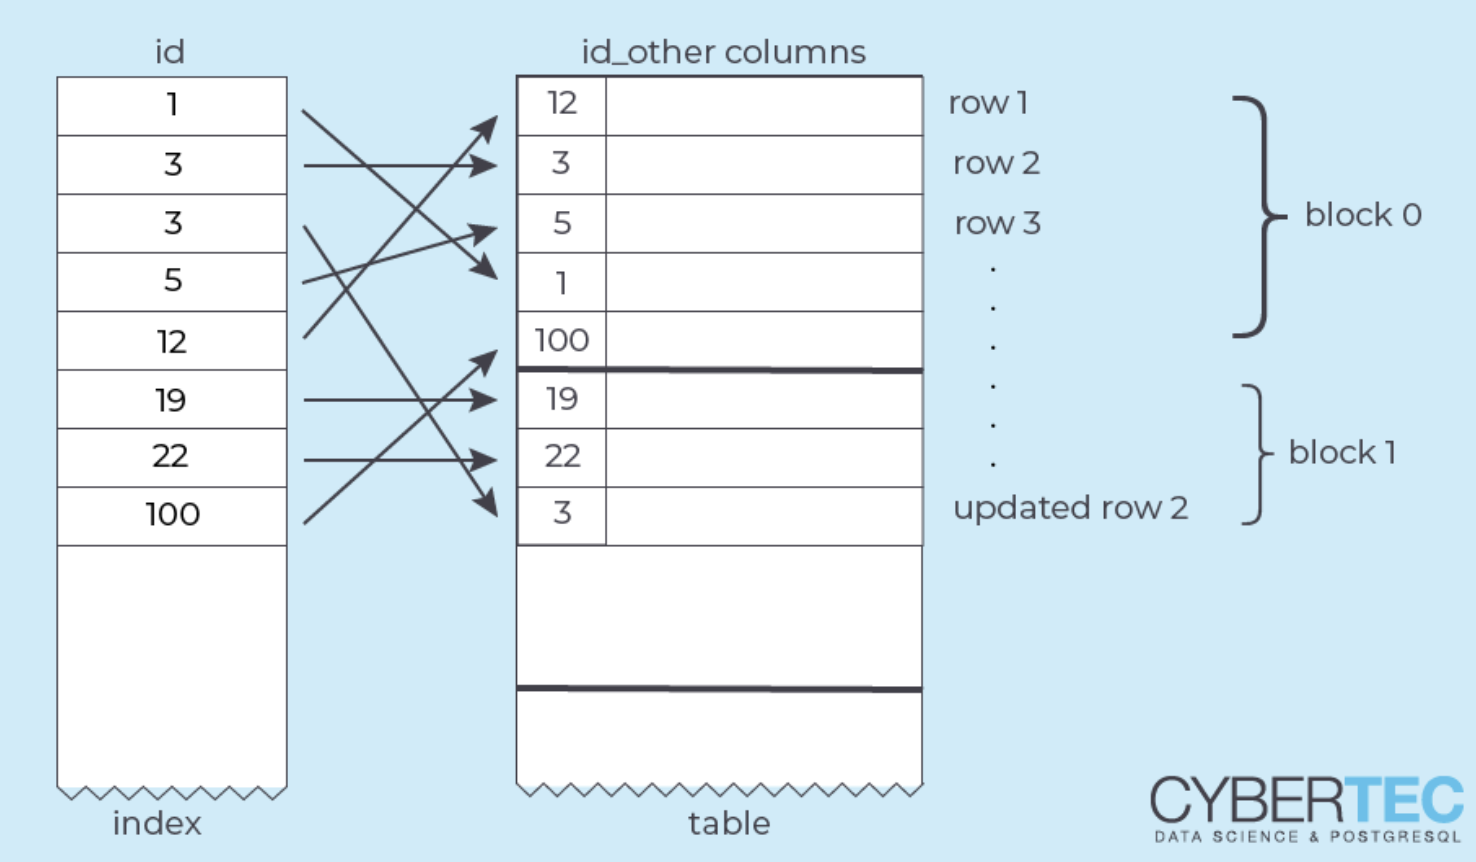 id
id_other columns
1
12
row 1
3
3
row 2
3
5
row 3
block 0
5
1
12
100
19
19
22
22
block 1
100
3
updated row 2
index
table
CYBERTEC
DATA SCIENCE & POSTGRESQL